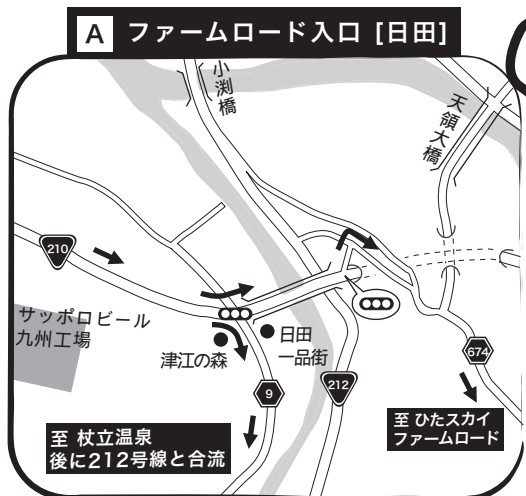 A ファームロード入口 [日田]
小渕橋
天領大橋
210
サッポロビール
九州工場
津江の森
日田
一品街
9
212
674
至 杖立温泉
後に212号線と合流
至 ひたスカイ
ファームロード